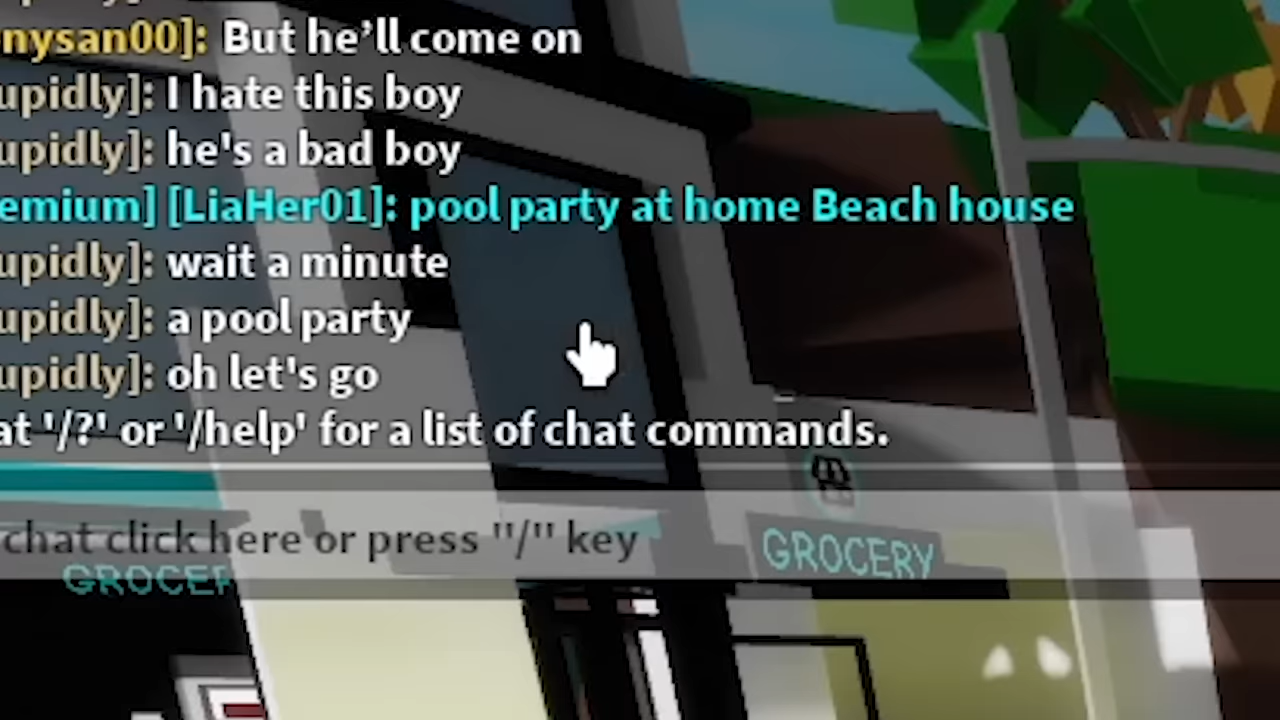 nysan00]: But he’ll come on
upidly]: I hate this boy
upidly]: he's a bad boy
emium] [LiaHer01]: pool party at home Beach house
upidly]: wait a minute
upidly]: a pool party
upidly]: oh let's go
at '/?' or '/help' for a list of chat commands.
chat click here or press "/" key
GROCERY
GROCER